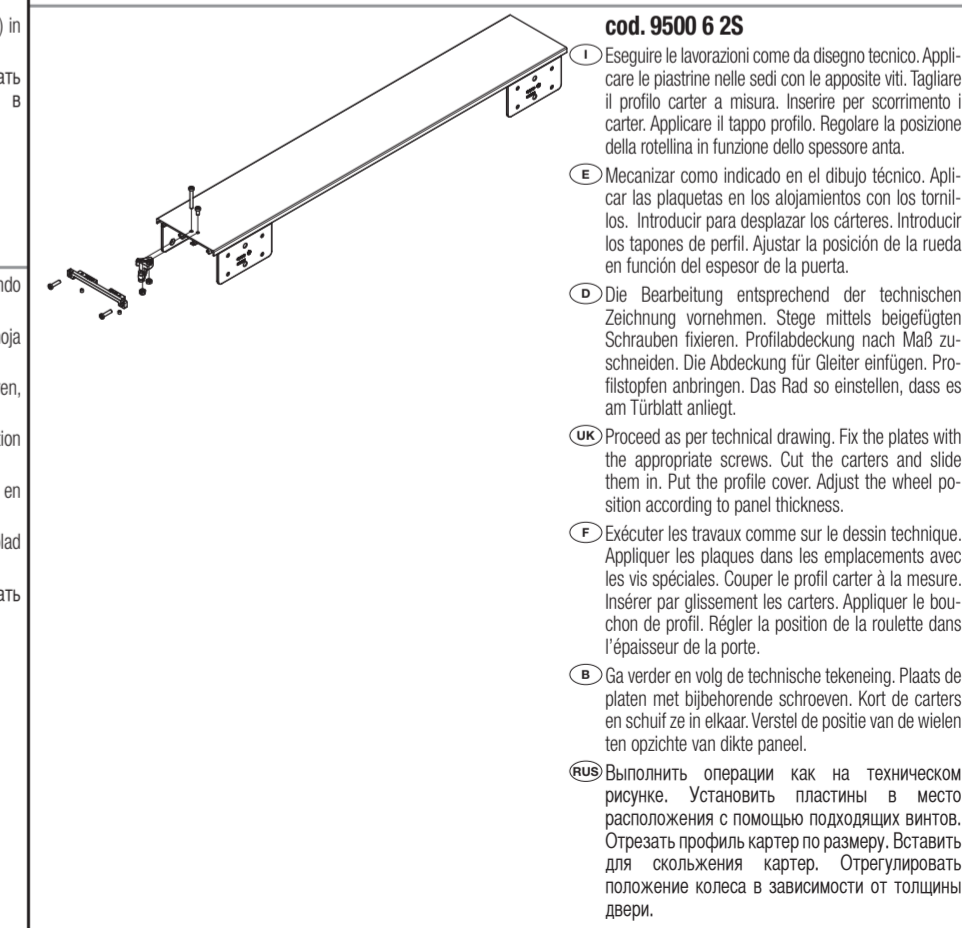 ) in
ать
в
ndo
noja
ren,
tion
en
lad
ать
cod. 9500 6 2S
I Eseguire le lavorazioni come da disegno tecnico. Appli-
care le piastrine nelle sedi con le apposite viti. Tagliare
il profilo carter a misura. Inserire per scorrimento i
carter. Applicare il tappo profilo. Regolare la posizione
della rotellina in funzione dello spessore anta.
E Mecanizar como indicado en el dibujo técnico. Apli-
car las plaquetas en los alojamientos con los tornil-
los. Introducir para desplazar los cárteres. Introducir
los tapones de perfil. Ajustar la posición de la rueda
en función del espesor de la puerta.
D Die Bearbeitung entsprechend der technischen
Zeichnung vornehmen. Stege mittels beigefügten
Schrauben fixieren. Profilabdeckung nach Maß zu-
schneiden. Die Abdeckung für Gleiter einfügen. Pro-
filstopfen anbringen. Das Rad so einstellen, dass es
am Türblatt anliegt.
UK Proceed as per technical drawing. Fix the plates with
the appropriate screws. Cut the carters and slide
them in. Put the profile cover. Adjust the wheel po-
sition according to panel thickness.
F Exécuter les travaux comme sur le dessin technique.
Appliquer les plaques dans les emplacements avec
les vis spéciales. Couper le profil carter à la mesure.
Insérer par glissement les carters. Appliquer le bou-
chon de profil. Régler la position de la roulette dans
l'épaisseur de la porte.
B Ga verder en volg de technische tekeneing. Plaats de
platen met bijbehorende schroeven. Kort de carters
en schuif ze in elkaar. Verstel de positie van de wielen
ten opzichte van dikte paneel.
RUS Выполнить операции как на техническом
рисунке. Установить пластины в место
расположения с помощью подходящих винтов.
Отрезать профиль картер по размеру. Вставить
для скольжения картер. Отрегулировать
положение колеса в зависимости от толщины
двери.